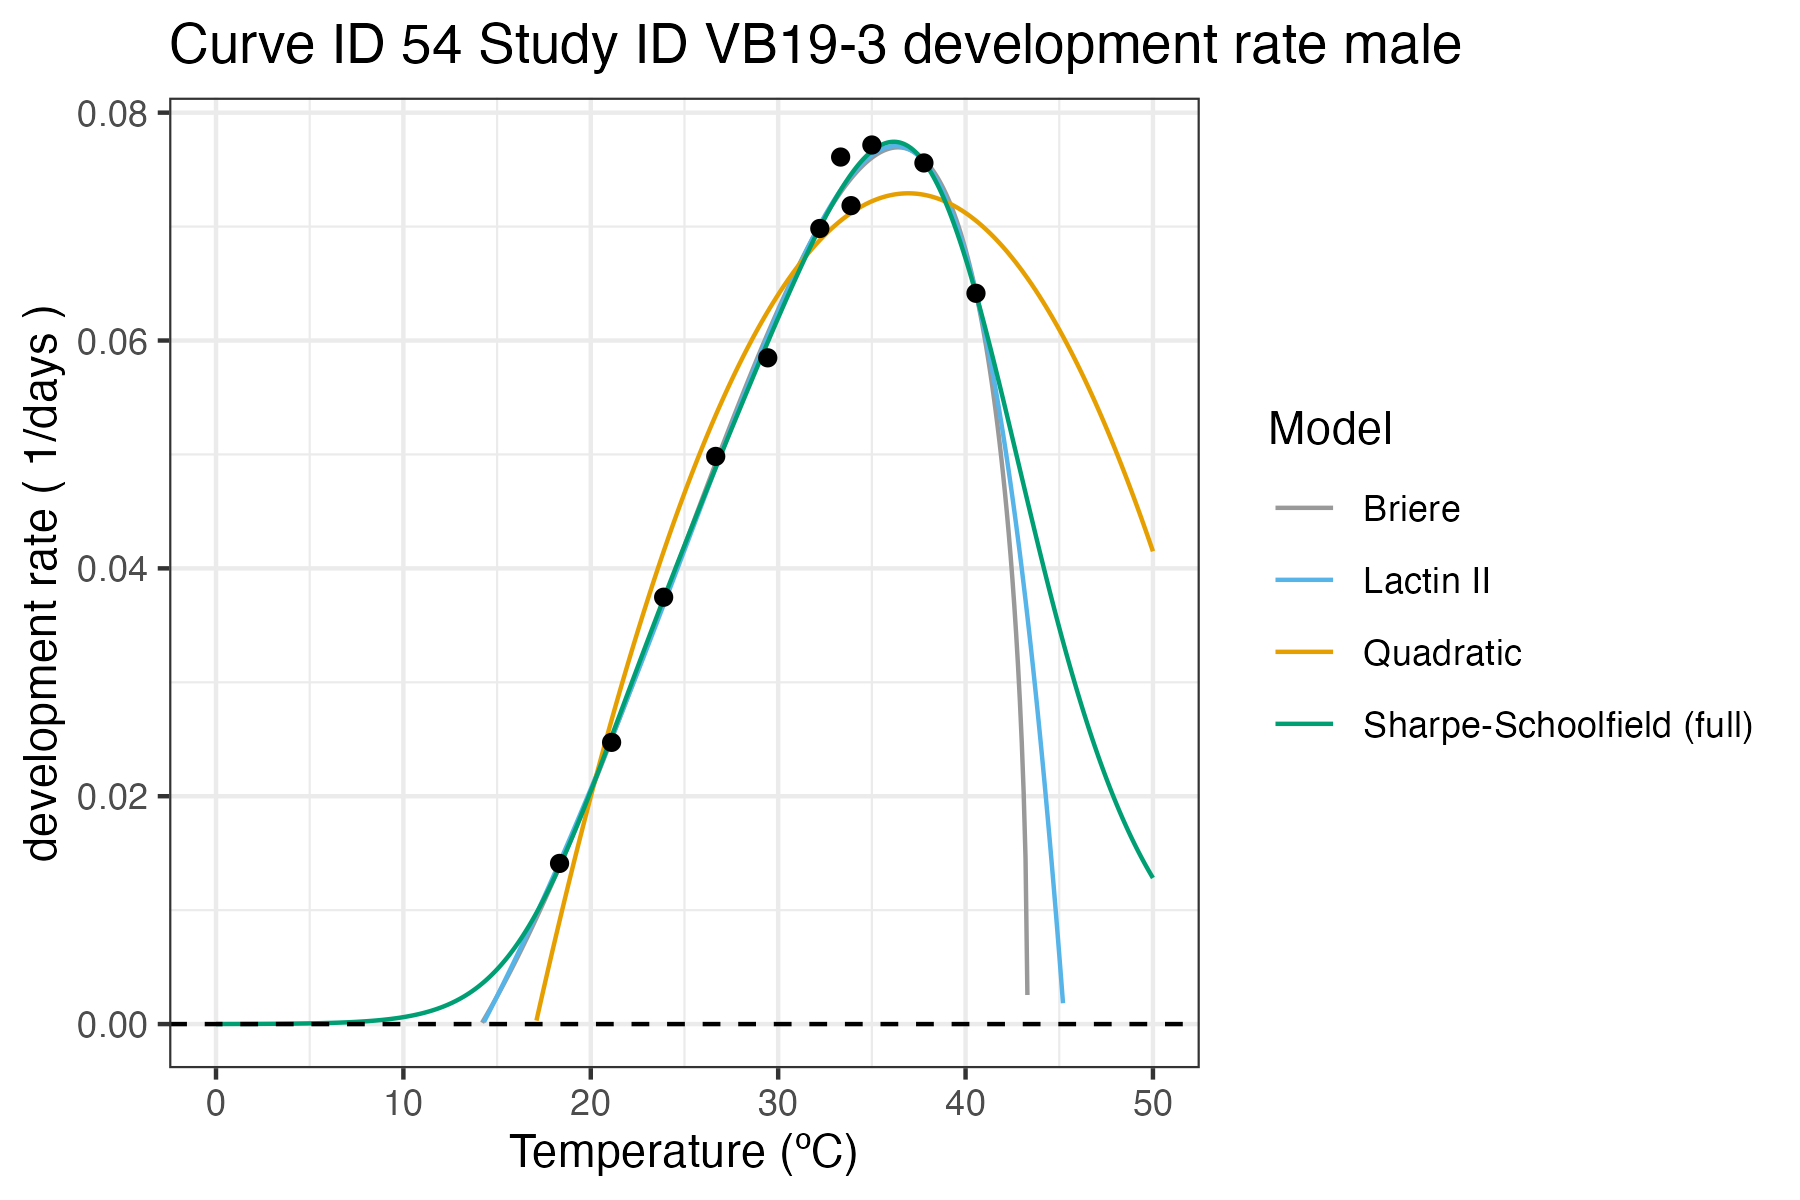 Curve ID 54 Study ID VB19-3 development rate male
0.08
0.06
0.04
0.02
0.00
development rate ( 1/days )
0 10 20 30 40 50
Temperature (ºC)
Model
Briere
Lactin II
Quadratic
Sharpe-Schoolfield (full)